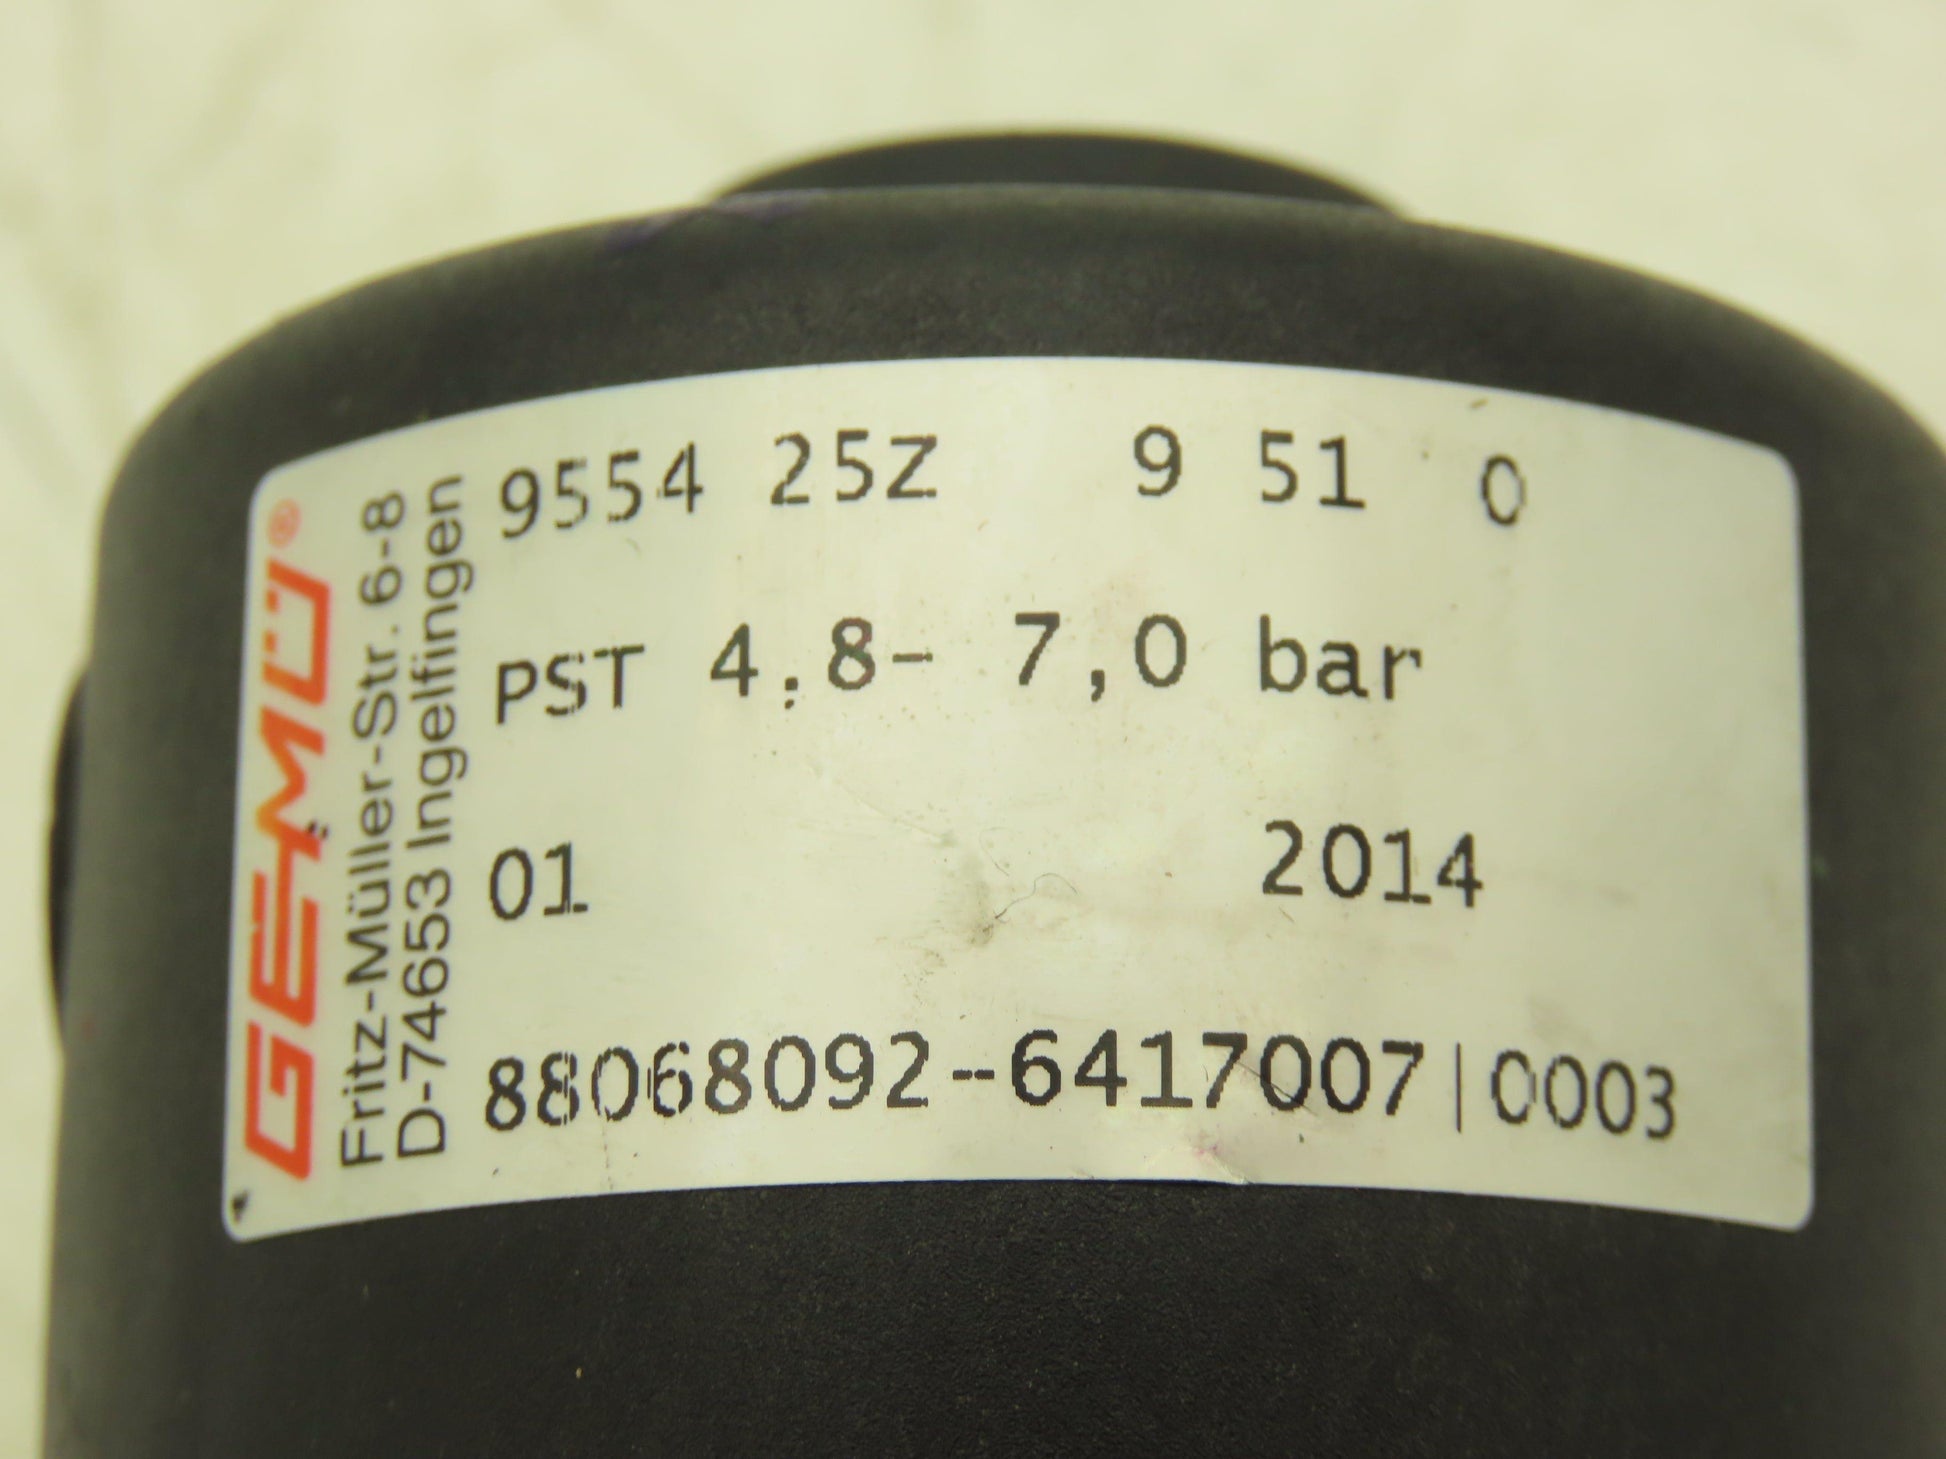 GEMÜ®
Fritz-Müller-Str. 6-8
D-74653 Ingelfingen
9554 25Z 9 51 0
PST 4,8- 7,0 bar
01 2014
88068092-6417007|0003